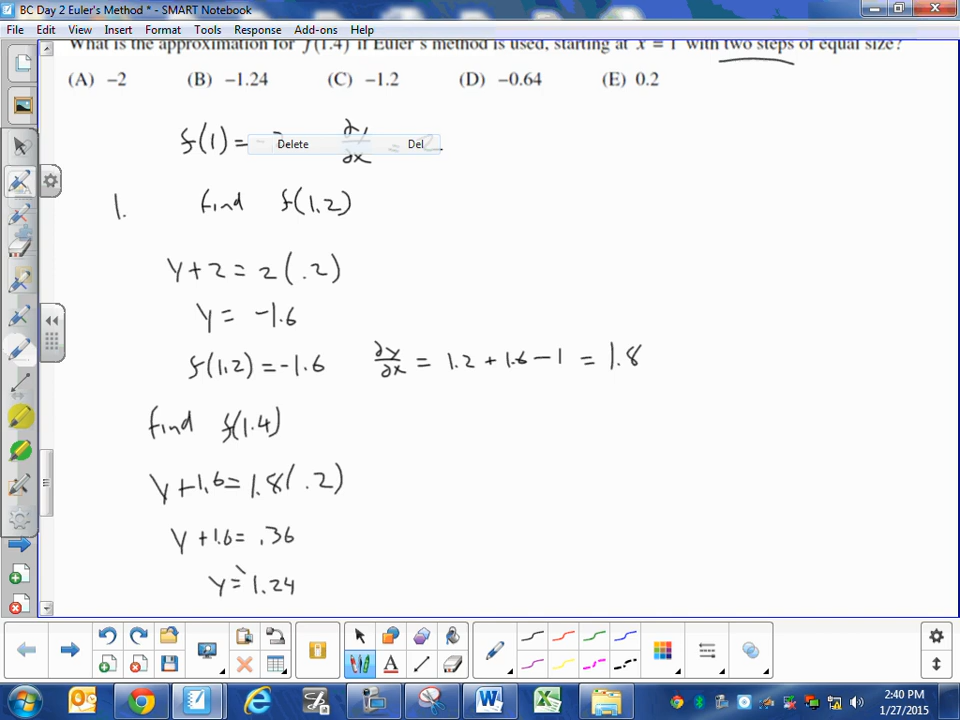 BC Day 2 Euler's Method * - SMART Notebook
File Edit View Insert Format Tools Response Add-ons Help
What is the approximation for f(1.4) if Euler's method is used, starting at x = 1 with two steps of equal size?
(A) −2 (B) −1.24 (C) −1.2 (D) −0.64 (E) 0.2
f(1) = -2 ∂y/∂x = 2
Delete Del
1. find f(1.2)
y+2 = 2(.2)
y = -1.6
f(1.2) = -1.6 ∂y/∂x = 1.2 + 1.6 - 1 = 1.8
find f(1.4)
y+1.6 = 1.8(.2)
y+1.6 = .36
y = -1.24
2:40 PM
1/27/2015